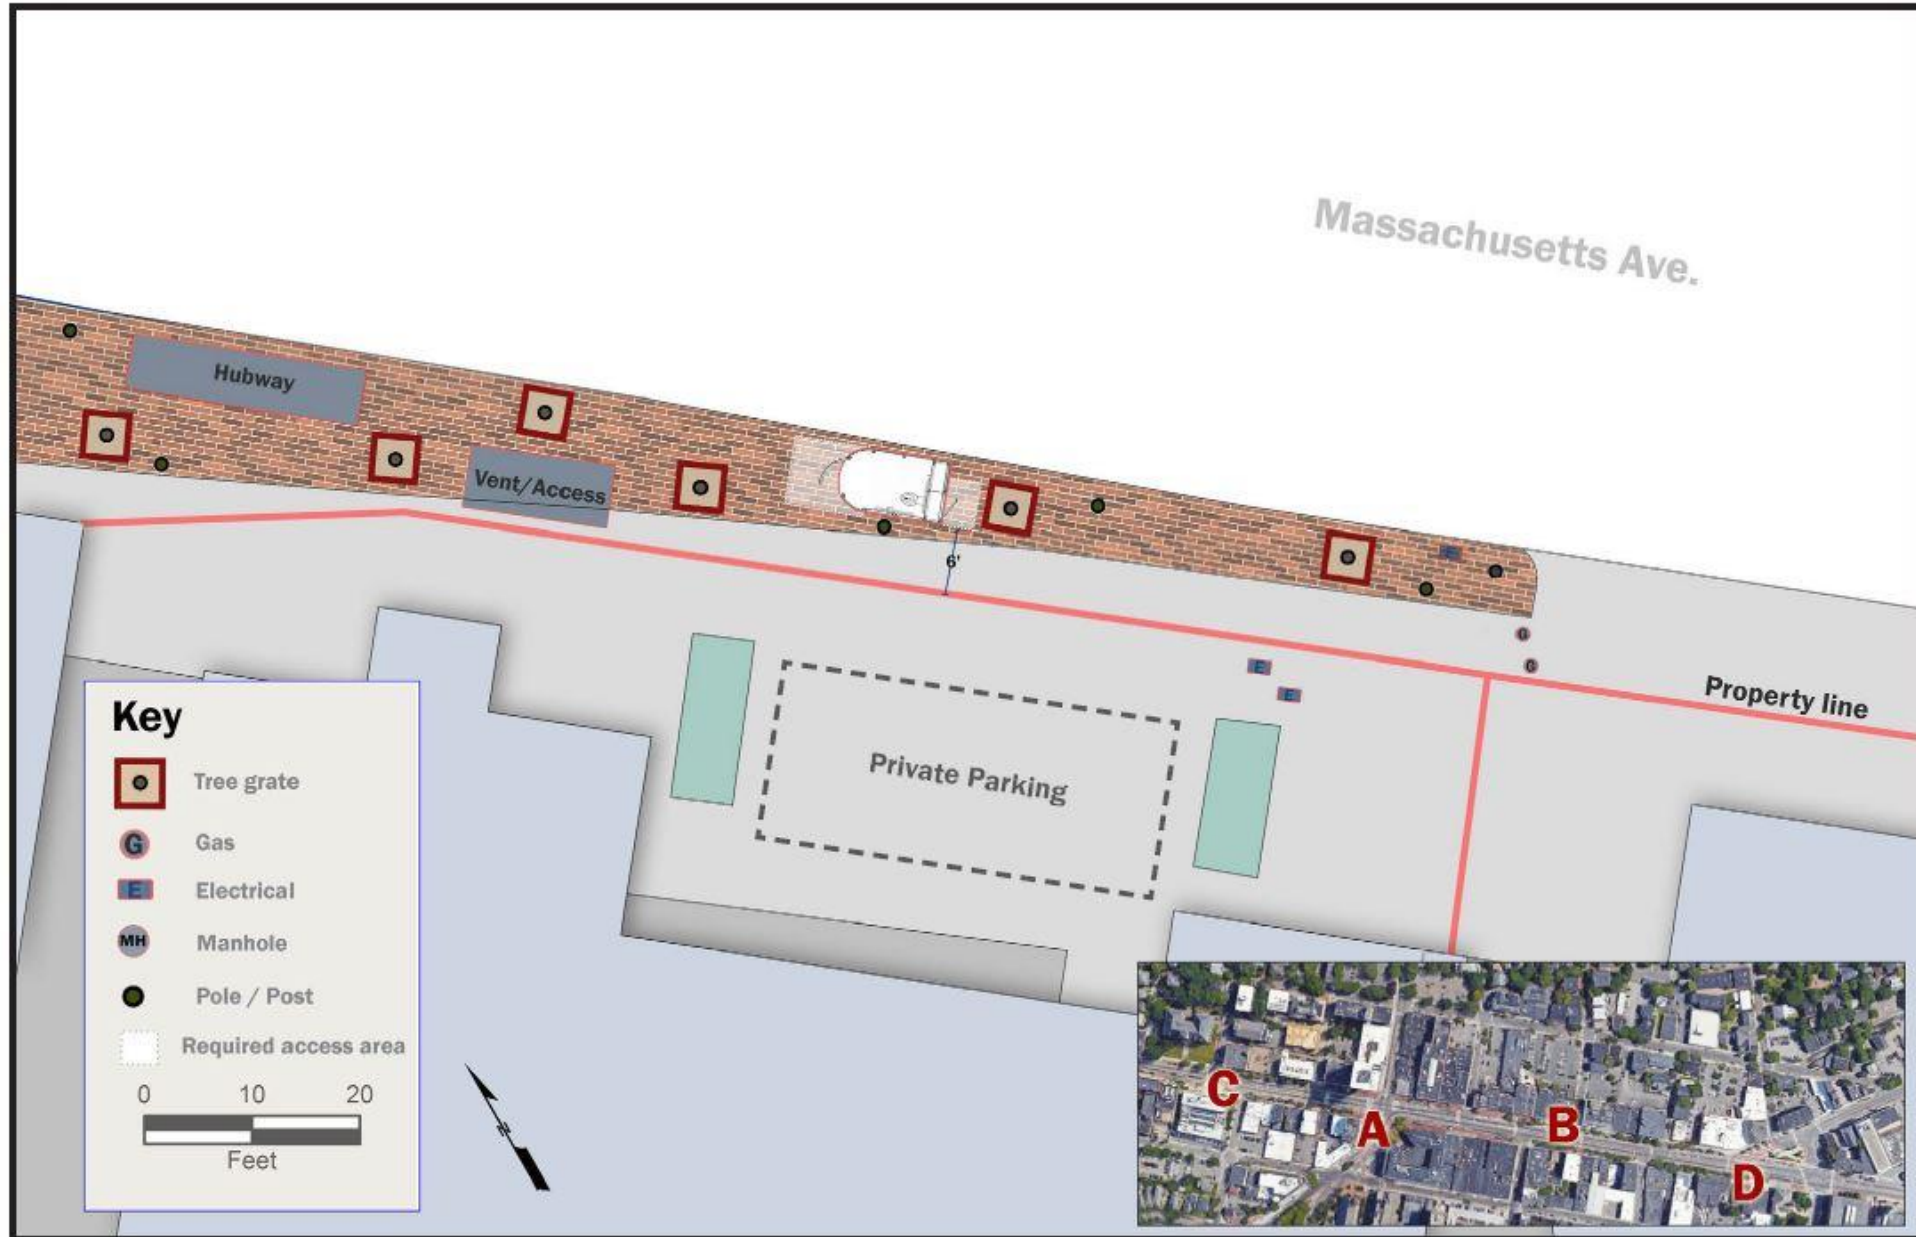 Massachusetts Ave.
Hubway
Vent/Access
6'
E
G
G
E
E
Property line
Private Parking
Key
Tree grate
G
Gas
E
Electrical
MH
Manhole
Pole / Post
Required access area
0 10 20
Feet
N
C
A
B
D